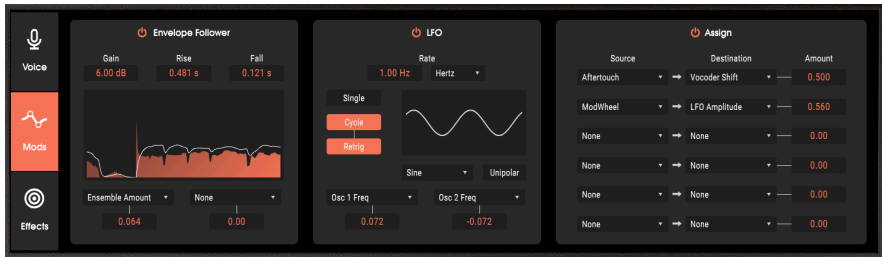 Voice
Mods
Effects
Envelope Follower
Gain Rise Fall
6.00 dB 0.481 s 0.121 s
Ensemble Amount None
0.064 0.00
LFO
Rate
1.00 Hz Hertz
Single
Cycle
Retrig
Sine Unipolar
Osc 1 Freq Osc 2 Freq
0.072 -0.072
Assign
Source Destination Amount
Aftertouch Vocoder Shift 0.500
ModWheel LFO Amplitude 0.560
None None 0.00
None None 0.00
None None 0.00
None None 0.00